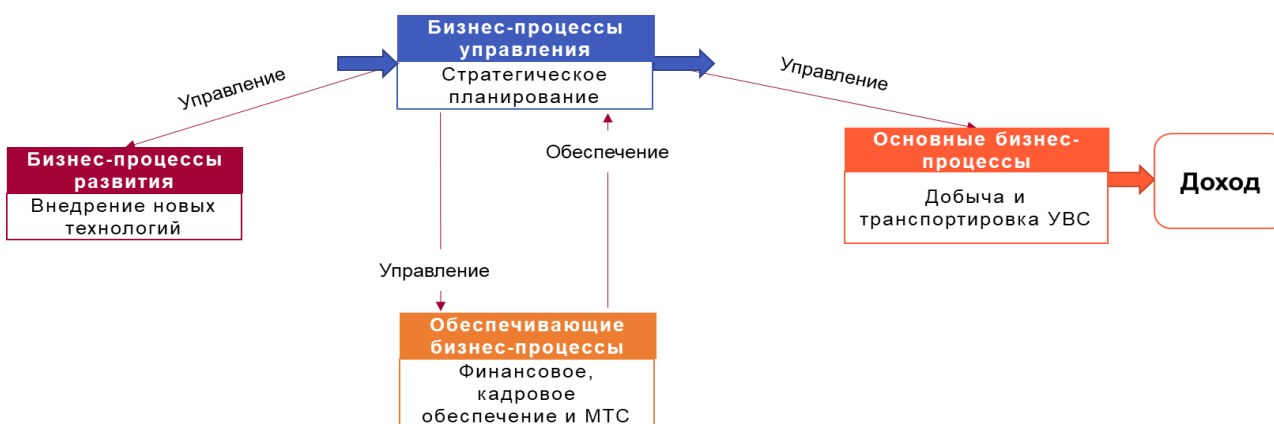 Бизнес-процессы
управления
Стратегическое
планирование
Управление
Управление
Обеспечение
Бизнес-процессы
развития
Внедрение новых
технологий
Основные бизнес-
процессы
Добыча и
транспортировка УВС
Доход
Управление
Обеспечивающие
бизнес-процессы
Финансовое,
кадровое
обеспечение и МТС